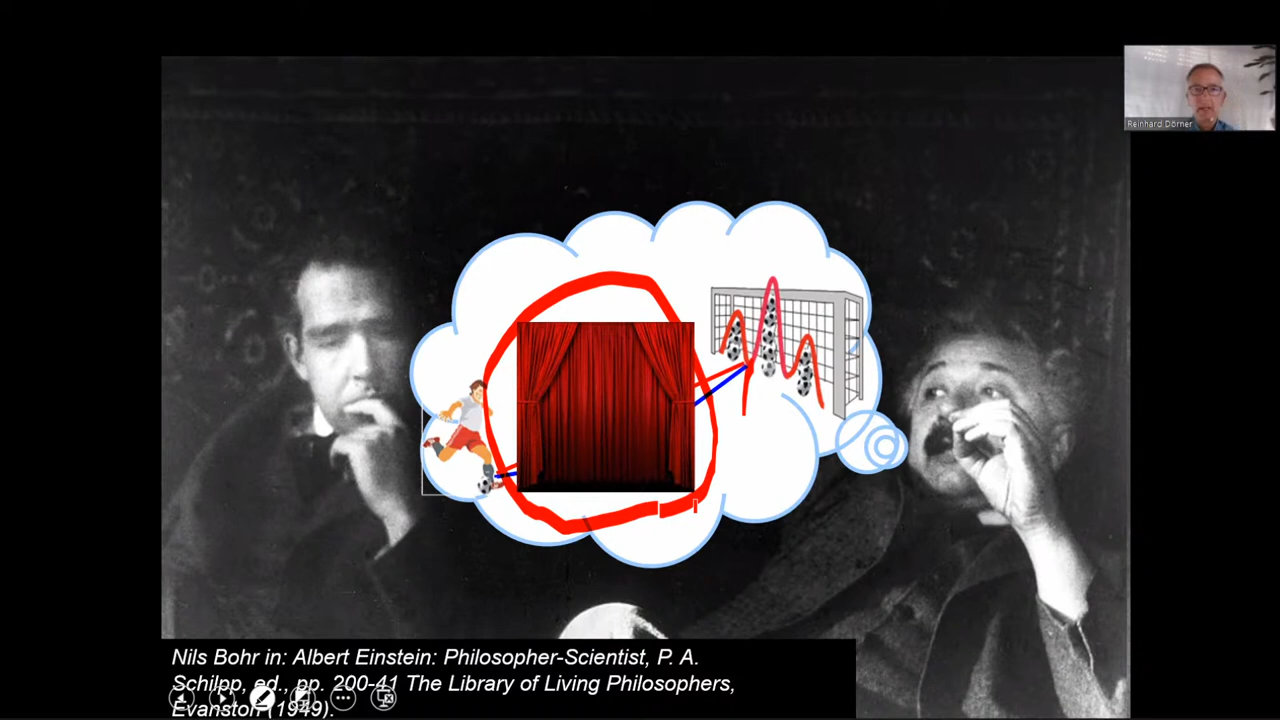 Reinhard Dörner
Nils Bohr in: Albert Einstein: Philosopher-Scientist, P. A.
Schilpp, ed., pp. 200-41 The Library of Living Philosophers,
Evanston (1949).